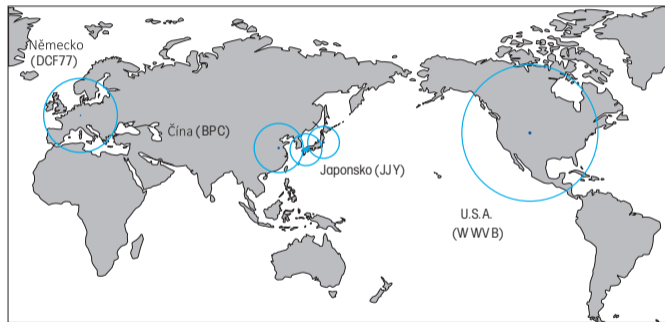 Německo
(DCF77)
Čína (BPC)
Japonsko (JJY)
U.S.A.
(WWVB)